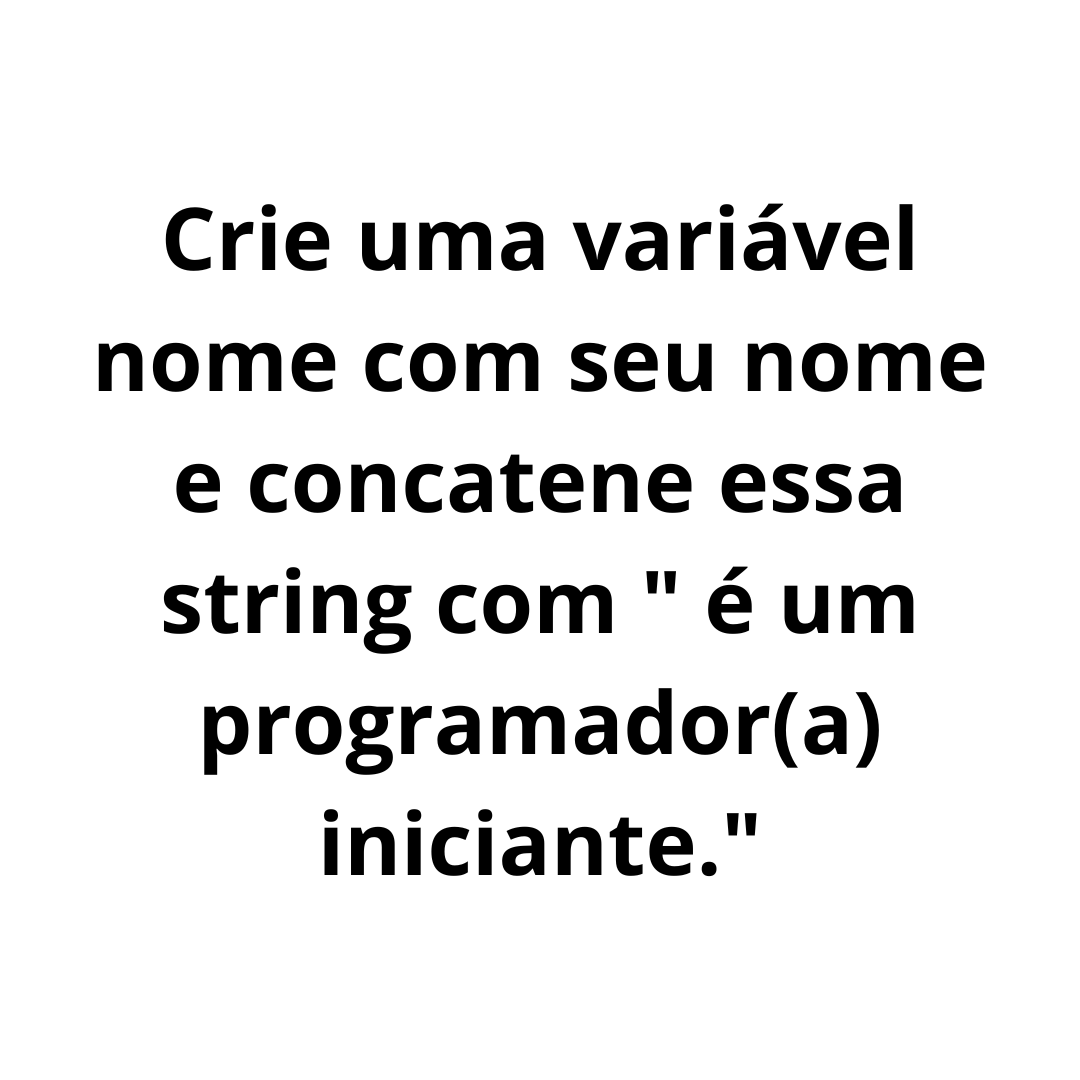 Crie uma variável
nome com seu nome
e concatene essa
string com " é um
programador(a)
iniciante."